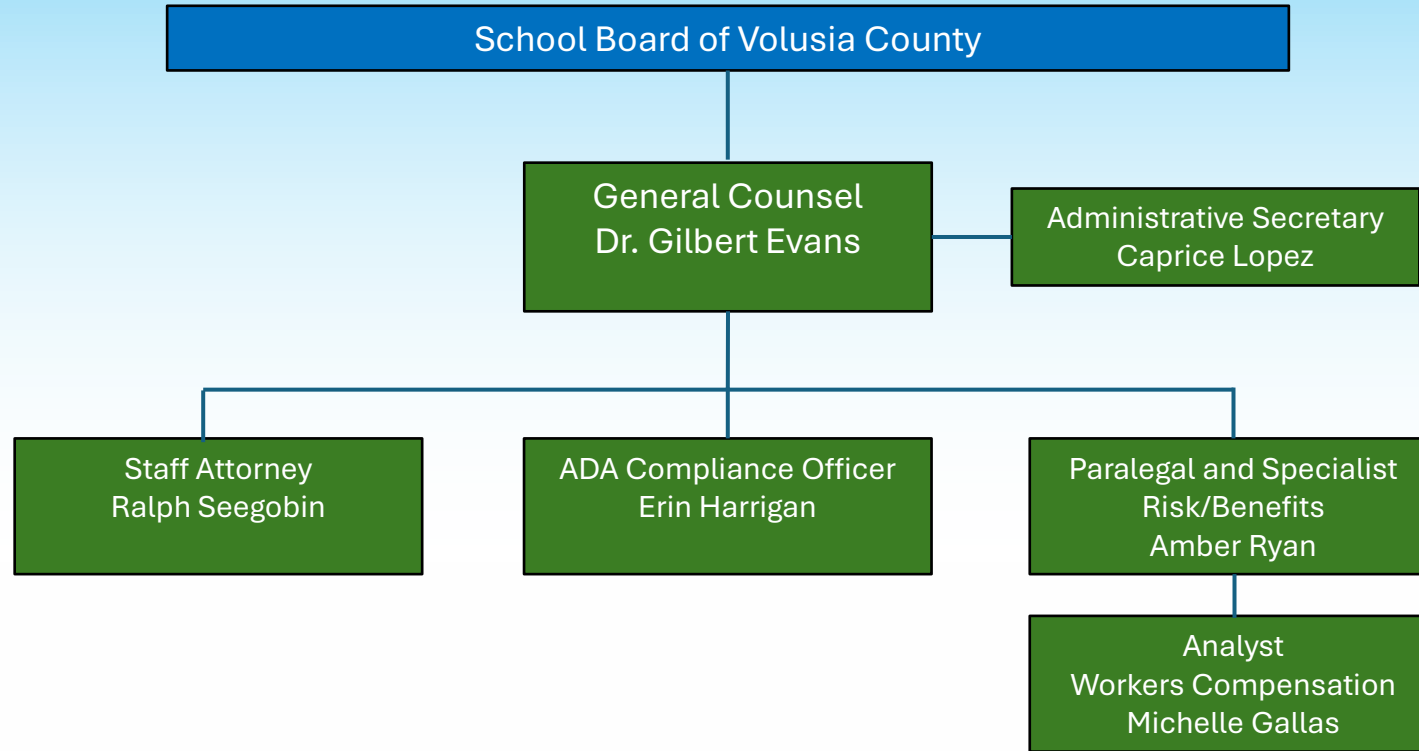 School Board of Volusia County
General Counsel
Dr. Gilbert Evans
Administrative Secretary
Caprice Lopez
Staff Attorney
Ralph Seegobin
ADA Compliance Officer
Erin Harrigan
Paralegal and Specialist
Risk/Benefits
Amber Ryan
Analyst
Workers Compensation
Michelle Gallas